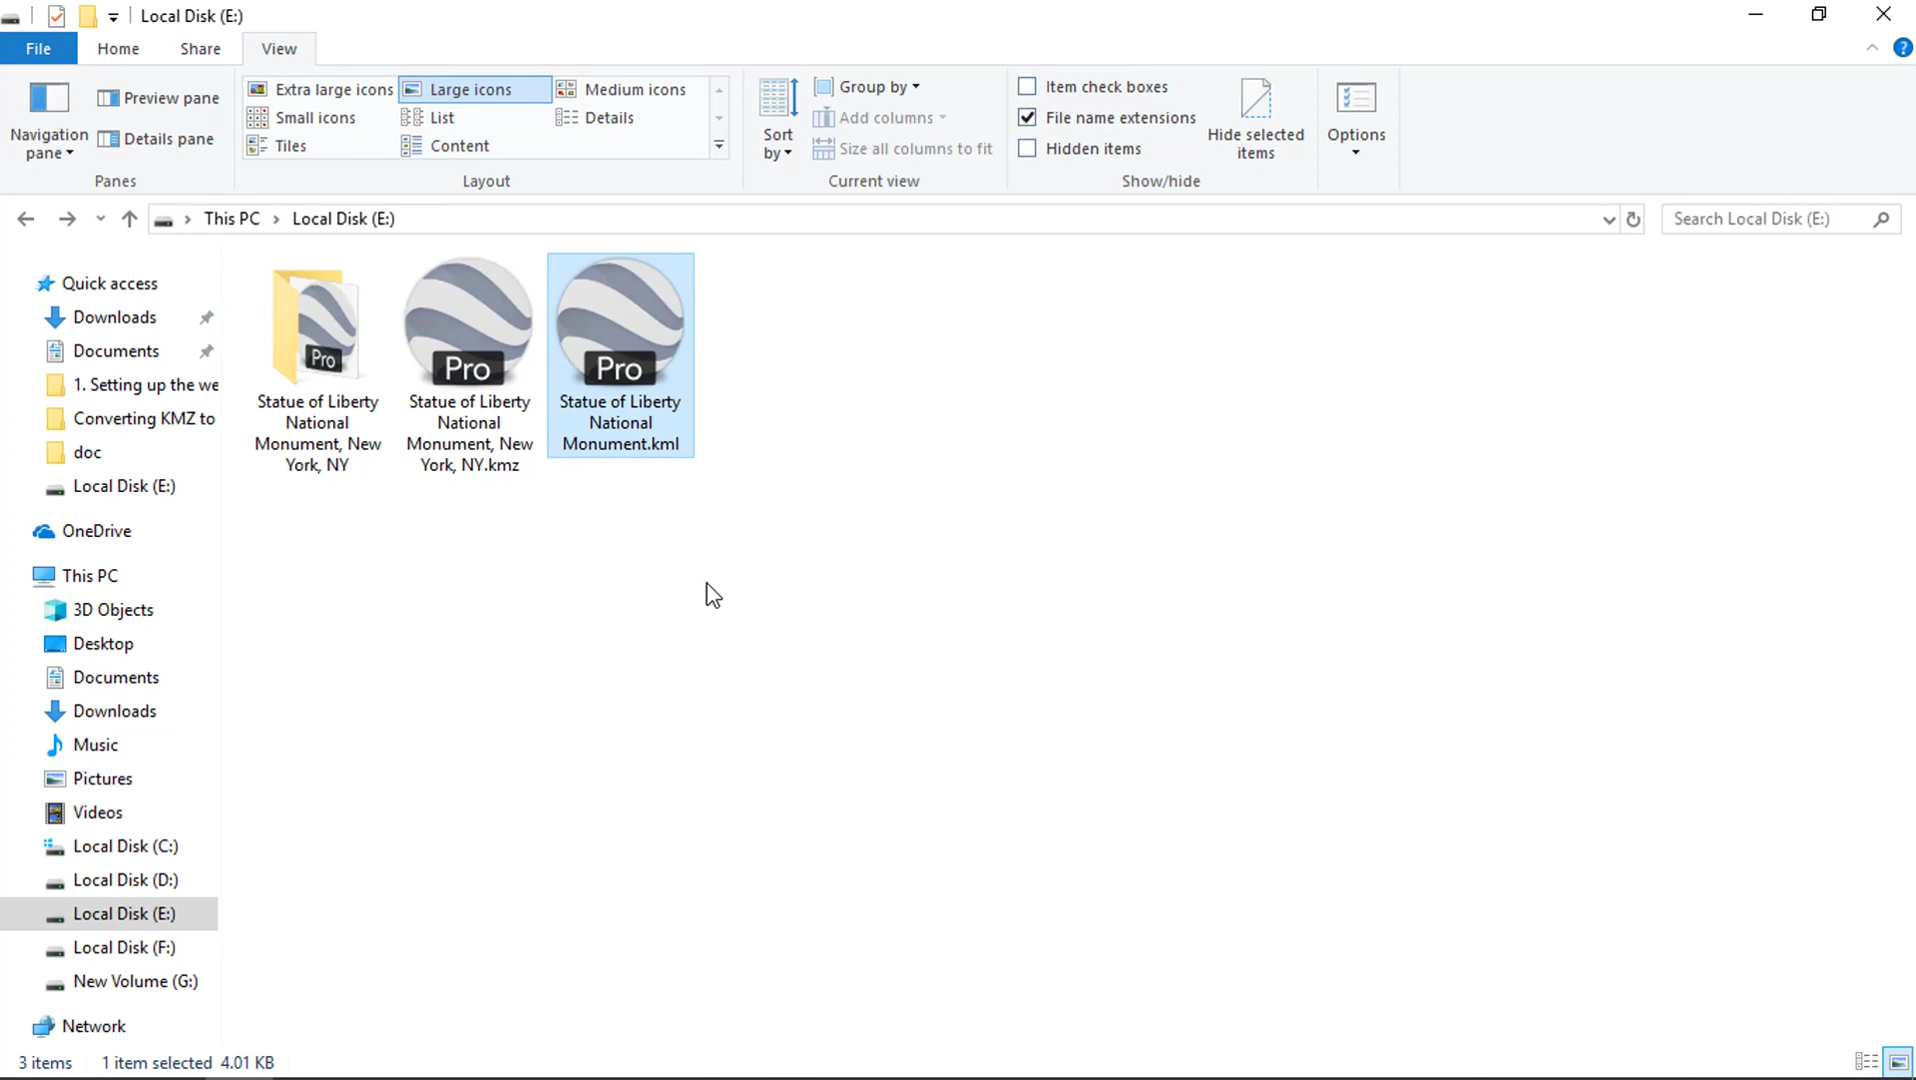 Local Disk (E:)
File Home Share View
Navigation pane
Preview pane
Details pane
Panes
Extra large icons Large icons Medium icons
Small icons List Details
Tiles Content
Layout
Sort by
Group by
Add columns
Size all columns to fit
Current view
Item check boxes
File name extensions
Hidden items
Hide selected
items
Show/hide
Options
This PC Local Disk (E:)
Search Local Disk (E:)
Quick access
Downloads
Documents
1. Setting up the we
Converting KMZ to
doc
Local Disk (E:)
OneDrive
This PC
3D Objects
Desktop
Documents
Downloads
Music
Pictures
Videos
Local Disk (C:)
Local Disk (D:)
Local Disk (E:)
Local Disk (F:)
New Volume (G:)
Network
Pro
Statue of Liberty
National
Monument, New
York, NY
Pro
Statue of Liberty
National
Monument, New
York, NY.kmz
Pro
Statue of Liberty
National
Monument.kml
3 items 1 item selected 4.01 KB